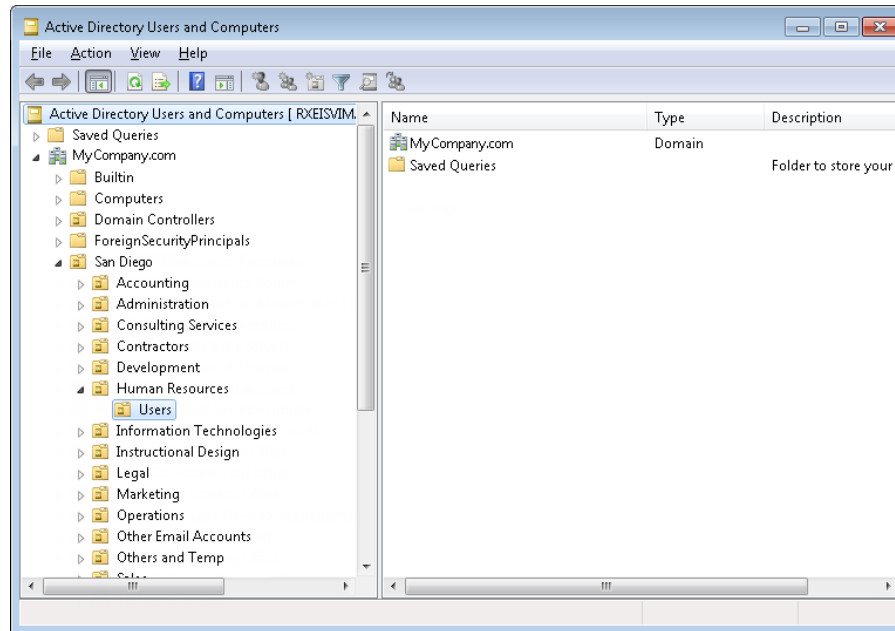 Active Directory Users and Computers
File Action View Help
Active Directory Users and Computers [ RXEISVIM.
Saved Queries
MyCompany.com
Builtin
Computers
Domain Controllers
ForeignSecurityPrincipals
San Diego
Accounting
Administration
Consulting Services
Contractors
Development
Human Resources
Users
Information Technologies
Instructional Design
Legal
Marketing
Operations
Other Email Accounts
Others and Temp
Sales
Name Type Description
MyCompany.com Domain
Saved Queries Folder to store your